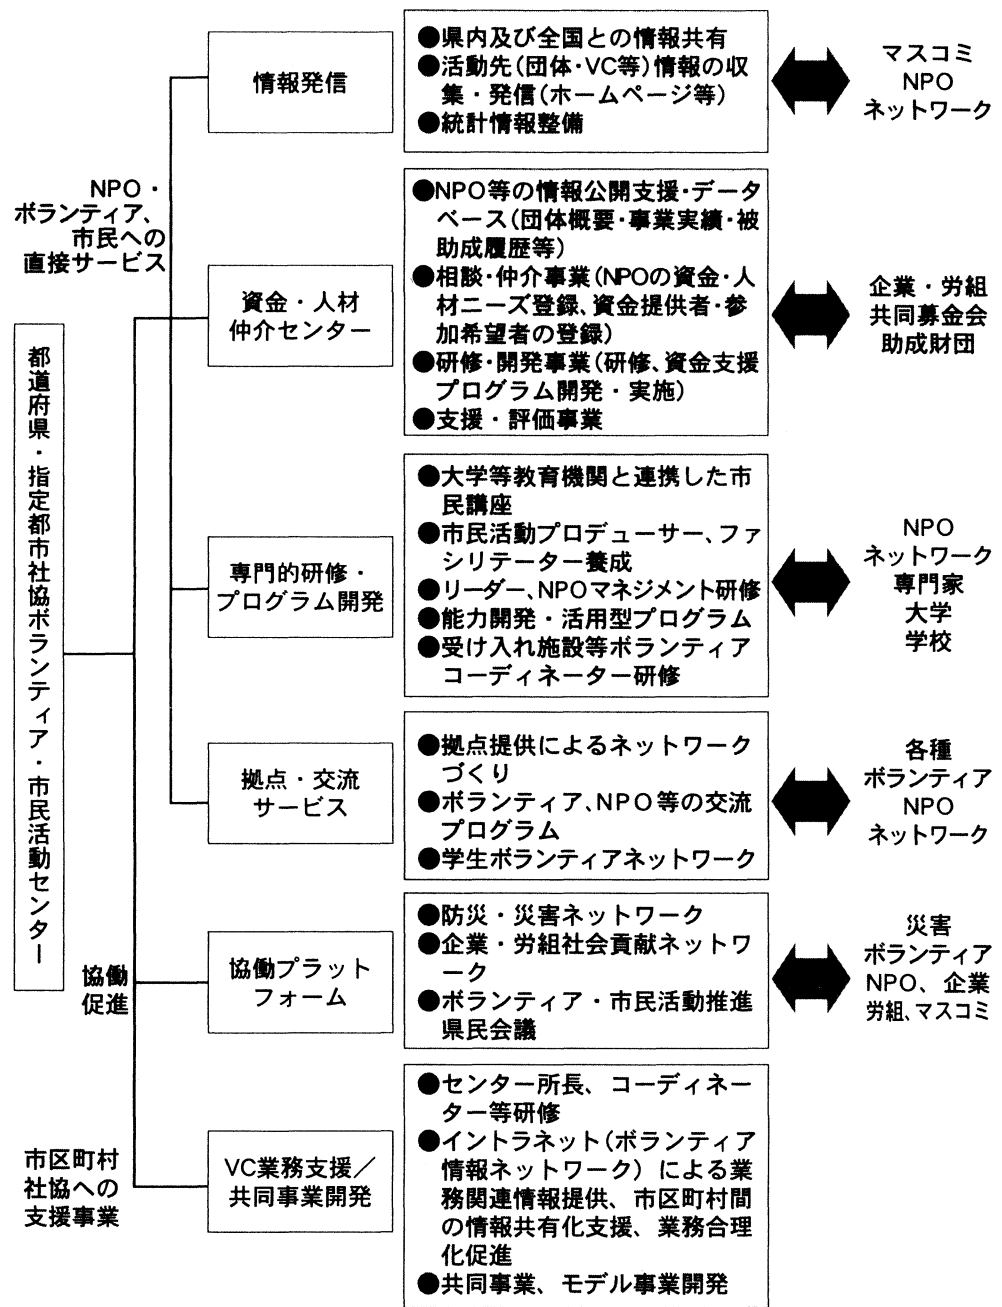 都道府県・指定都市社協ボランティア・市民活動センター
NPO・
ボランティア、
市民への
直接サービス
情報発信
●県内及び全国との情報共有
●活動先(団体・VC等)情報の収
集・発信(ホームページ等)
●統計情報整備
マスコミ
NPO
ネットワーク
資金・人材
仲介センター
●NPO等の情報公開支援・データ
ベース(団体概要・事業実績・被
助成履歴等)
●相談・仲介事業(NPOの資金・人
材ニーズ登録、資金提供者・参
加希望者の登録)
●研修・開発事業(研修、資金支援
プログラム開発・実施)
●支援・評価事業
企業・労組
共同募金会
助成財団
専門的研修・
プログラム開発
●大学等教育機関と連携した市
民講座
●市民活動プロデューサー、ファ
シリテーター養成
●リーダー、NPOマネジメント研修
●能力開発・活用型プログラム
●受け入れ施設等ボランティア
コーディネーター研修
NPO
ネットワーク
専門家
大学
学校
拠点・交流
サービス
●拠点提供によるネットワーク
づくり
●ボランティア、NPO等の交流
プログラム
●学生ボランティアネットワーク
各種
ボランティア
NPO
ネットワーク
協働
促進
協働プラット
フォーム
●防災・災害ネットワーク
●企業・労組社会貢献ネットワ
ーク
●ボランティア・市民活動推進
県民会議
災害
ボランティア
NPO、企業
労組、マスコミ
市区町村
社協への
支援事業
VC業務支援／
共同事業開発
●センター所長、コーディネー
ター等研修
●イントラネット(ボランティア
情報ネットワーク)による業
務関連情報提供、市区町村間
の情報共有化支援、業務合理
化促進
●共同事業、モデル事業開発